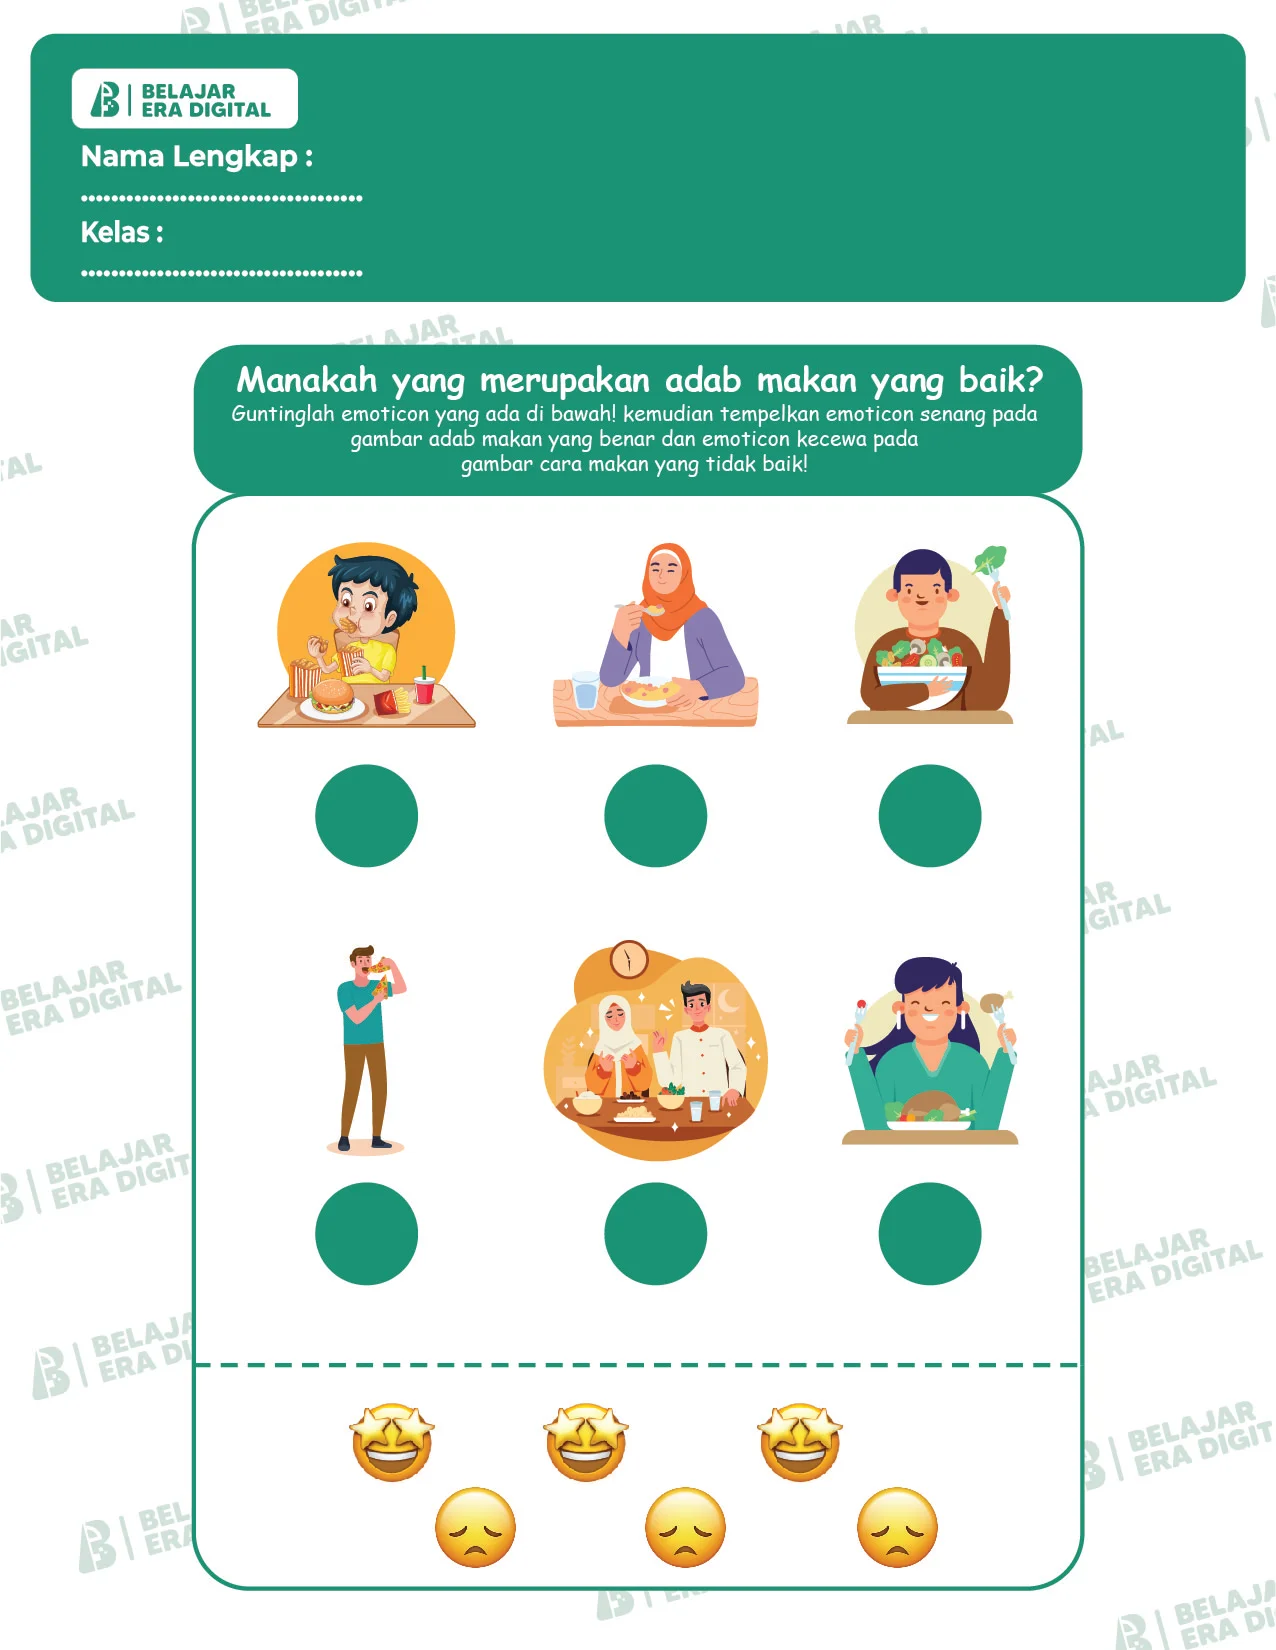 BELAJAR
ERA DIGITAL
Nama Lengkap :
.....................................
Kelas :
.....................................
Manakah yang merupakan adab makan yang baik?
Guntinglah emoticon yang ada di bawah! kemudian tempelkan emoticon senang pada
gambar adab makan yang benar dan emoticon kecewa pada
gambar cara makan yang tidak baik!